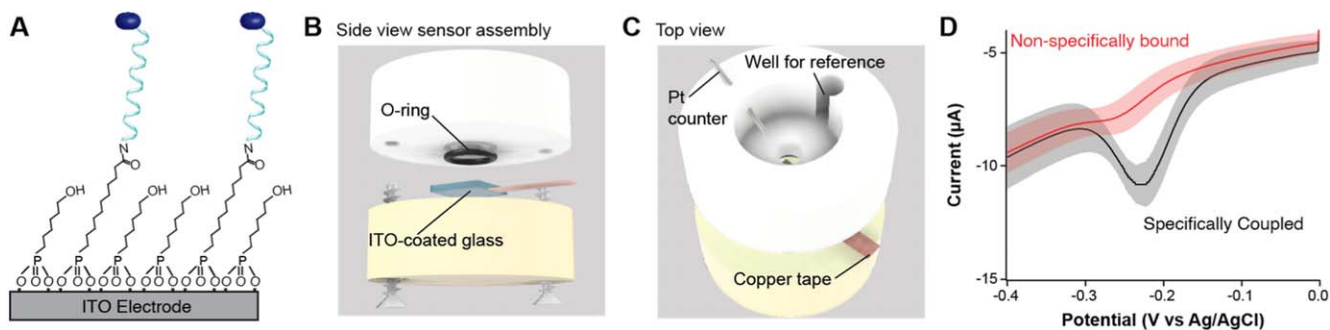 A
N
O
OH
OH
OH
OH
P P P P P P
O O O O O O O O O O O O O O O O O O
ITO Electrode
B
Side view sensor assembly
O-ring
ITO-coated glass
C
Top view
Well for reference
Pt
counter
Copper tape
D
Non-specifically bound
Specifically Coupled
Current (µA)
-5
-10
-15
-0.4 -0.3 -0.2 -0.1 0.0
Potential (V vs Ag/AgCl)